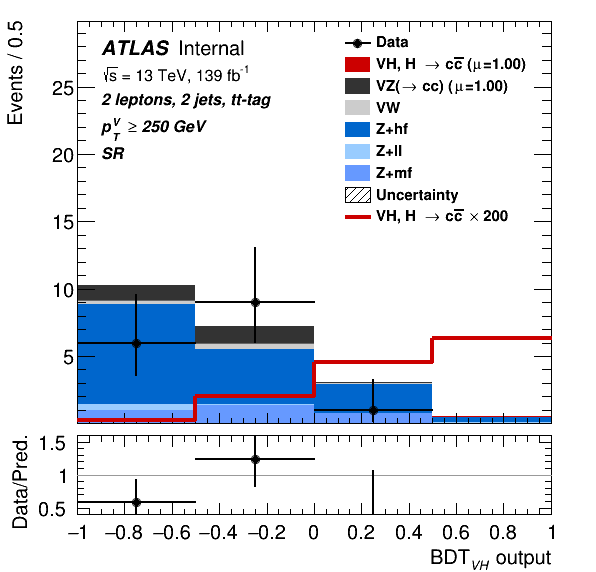 Events / 0.5
ATLAS Internal
√s = 13 TeV, 139 fb⁻¹
2 leptons, 2 jets, tt-tag
p_T^V ≥ 250 GeV
SR
Data
VH, H → cc̅ (μ=1.00)
VZ(→ cc) (μ=1.00)
VW
Z+hf
Z+ll
Z+mf
Uncertainty
VH, H → cc̅ × 200
25
20
15
10
5
Data/Pred.
1.5
1
0.5
−1 −0.8 −0.6 −0.4 −0.2 0 0.2 0.4 0.6 0.8 1
BDT_VH output